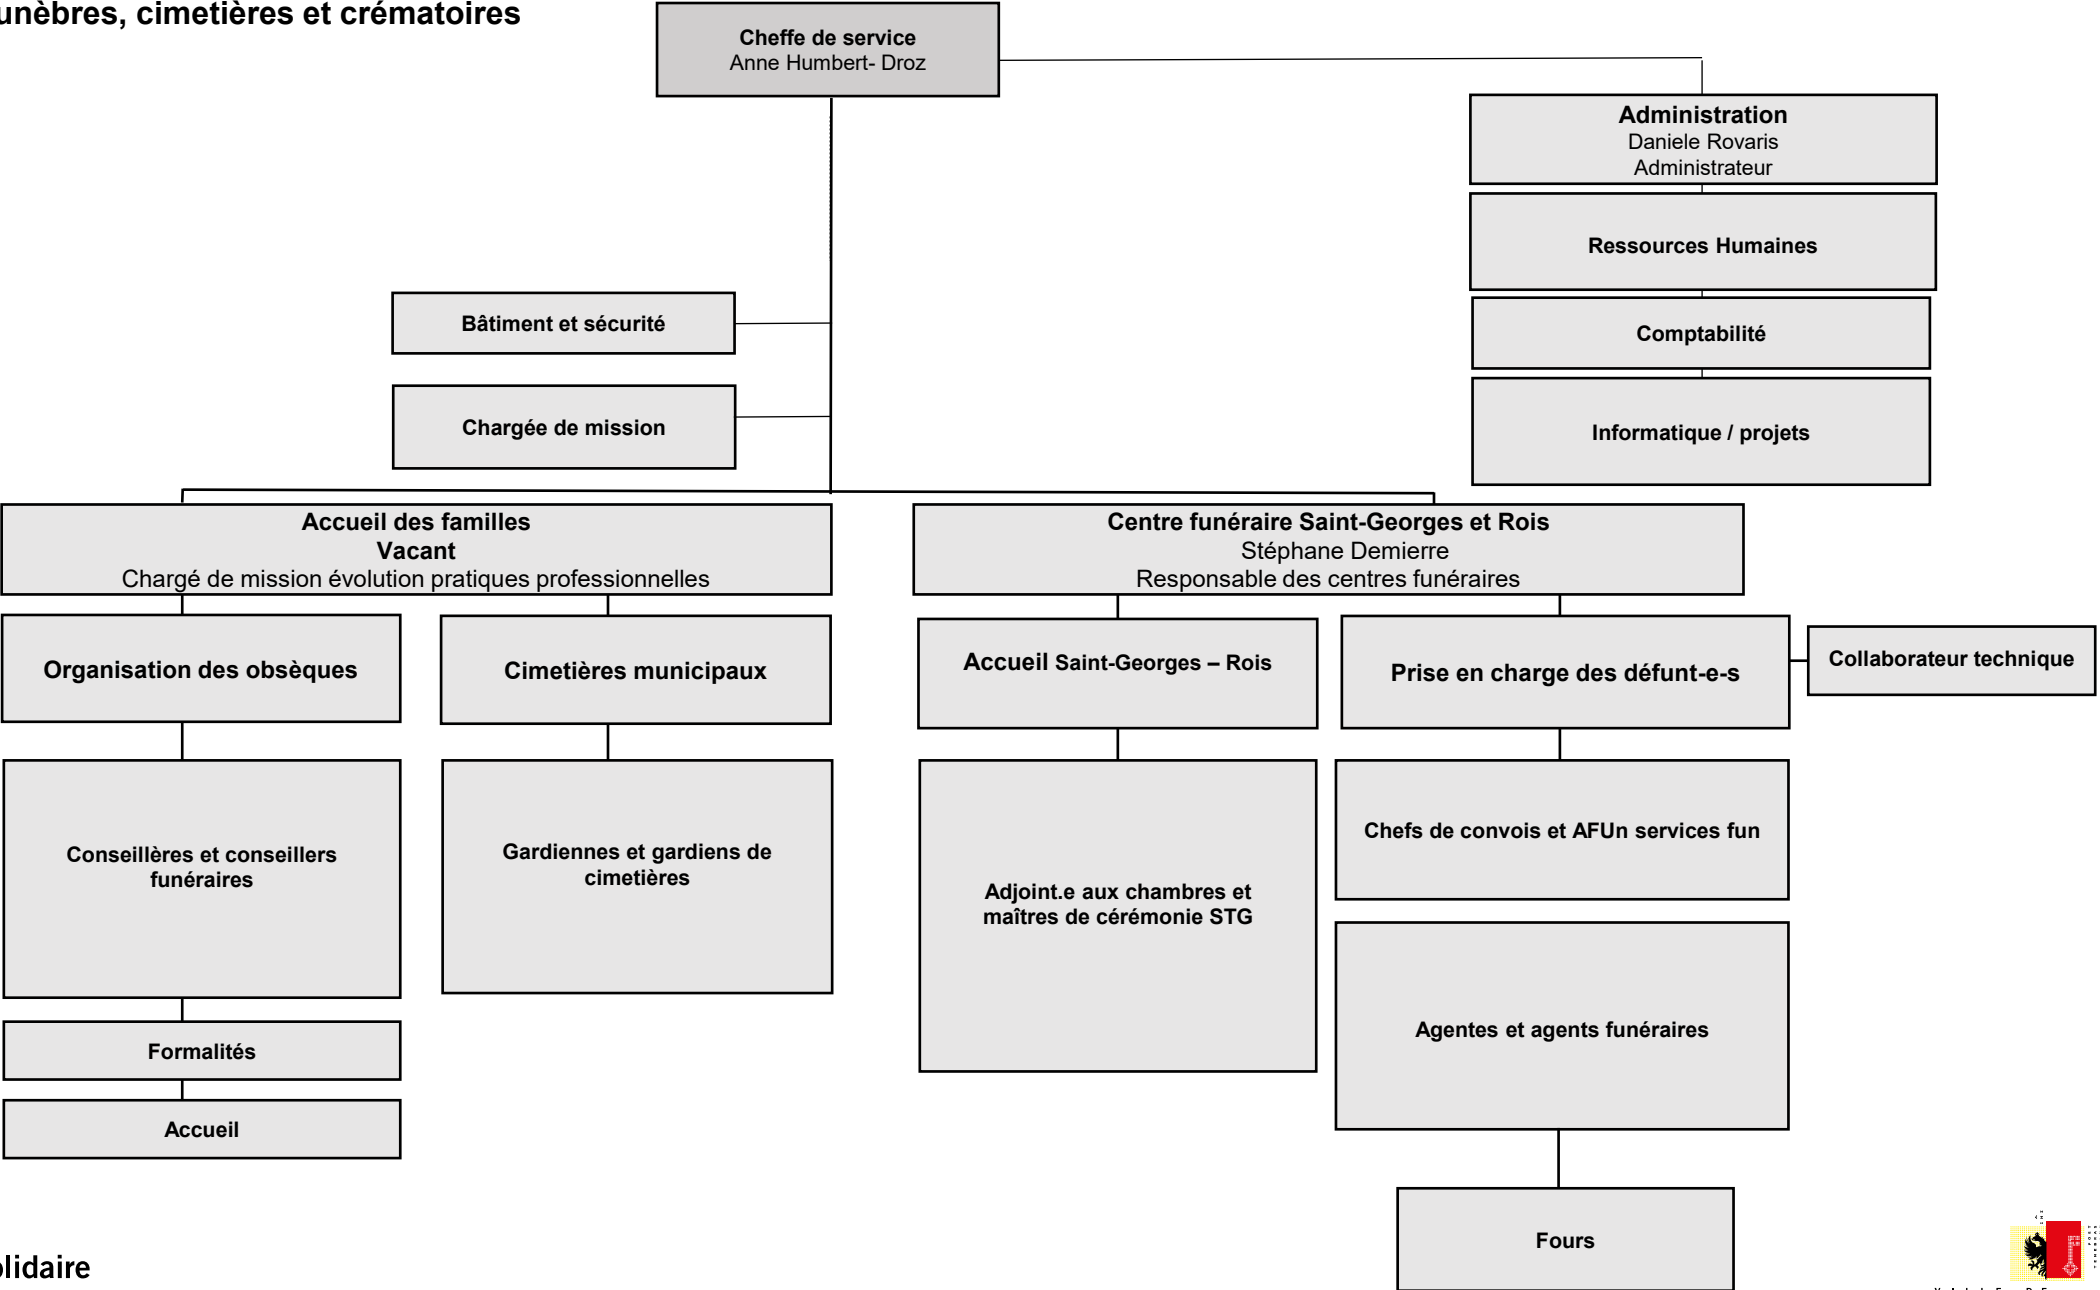 unèbres, cimetières et crématoires
Cheffe de service
Anne Humbert- Droz
Administration
Daniele Rovaris
Administrateur
Ressources Humaines
Bâtiment et sécurité
Comptabilité
Chargée de mission
Informatique / projets
Accueil des familles
Vacant
Chargé de mission évolution pratiques professionnelles
Centre funéraire Saint-Georges et Rois
Stéphane Demierre
Responsable des centres funéraires
Organisation des obsèques
Cimetières municipaux
Accueil Saint-Georges – Rois
Prise en charge des défunt-e-s
Collaborateur technique
Conseillères et conseillers
funéraires
Gardiennes et gardiens de
cimetières
Adjoint.e aux chambres et
maîtres de cérémonie STG
Chefs de convois et AFUn services fun
Agentes et agents funéraires
Formalités
Accueil
Fours
olidaire